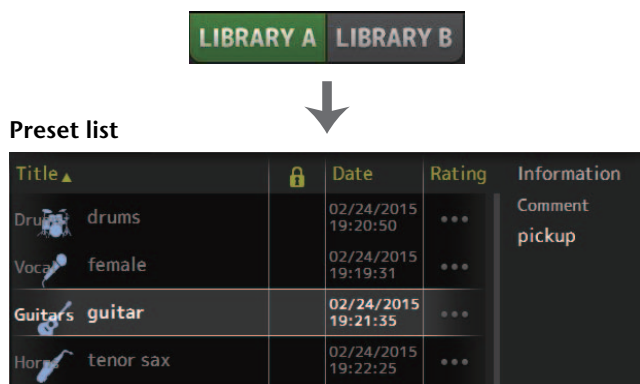 LIBRARY A LIBRARY B
Preset list
Title Date Rating Information
Comment
pickup
Drums drums 02/24/2015
19:20:50
Vocal female 02/24/2015
19:19:31
Guitars guitar 02/24/2015
19:21:35
Horns tenor sax 02/24/2015
19:22:25